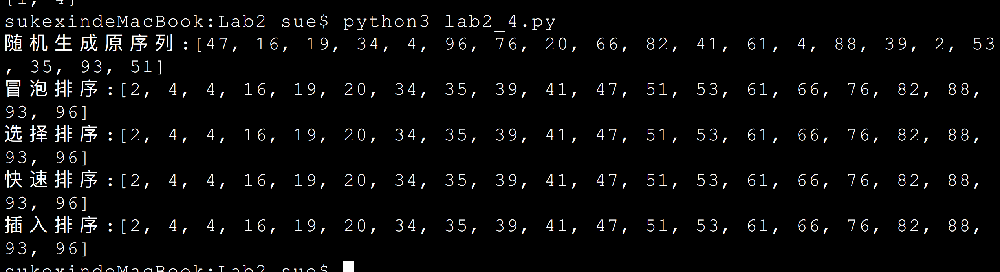 {1, 4}
sukexindeMacBook:Lab2 sue$ python3 lab2_4.py
随机生成原序列:[47, 16, 19, 34, 4, 96, 76, 20, 66, 82, 41, 61, 4, 88, 39, 2, 53
, 35, 93, 51]
冒泡排序:[2, 4, 4, 16, 19, 20, 34, 35, 39, 41, 47, 51, 53, 61, 66, 76, 82, 88,
93, 96]
选择排序:[2, 4, 4, 16, 19, 20, 34, 35, 39, 41, 47, 51, 53, 61, 66, 76, 82, 88,
93, 96]
快速排序:[2, 4, 4, 16, 19, 20, 34, 35, 39, 41, 47, 51, 53, 61, 66, 76, 82, 88,
93, 96]
插入排序:[2, 4, 4, 16, 19, 20, 34, 35, 39, 41, 47, 51, 53, 61, 66, 76, 82, 88,
93, 96]
sukexindeMacBook:Lab2 sue$